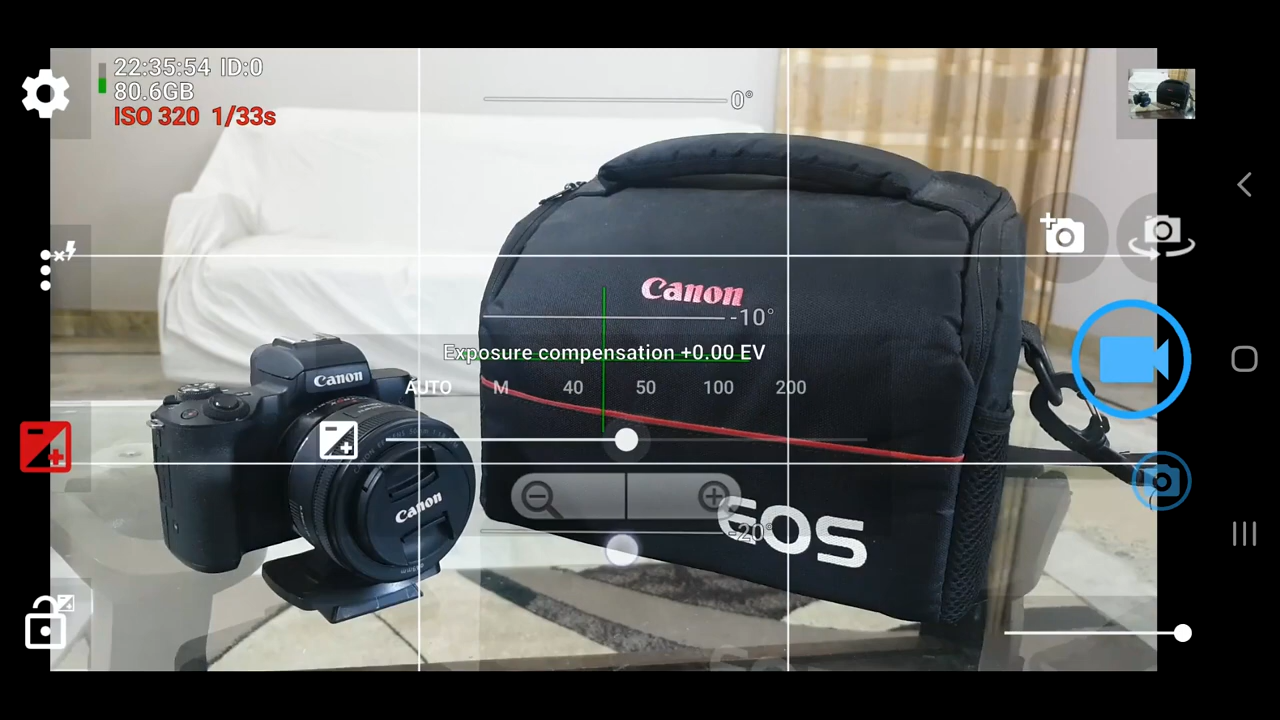 22:35:54 ID:0
80.6GB
ISO 320 1/33s
0°
Canon
-10°
Exposure compensation +0.00 EV
Canon
AUTO M 40 50 100 200
Canon
EOS
-20°